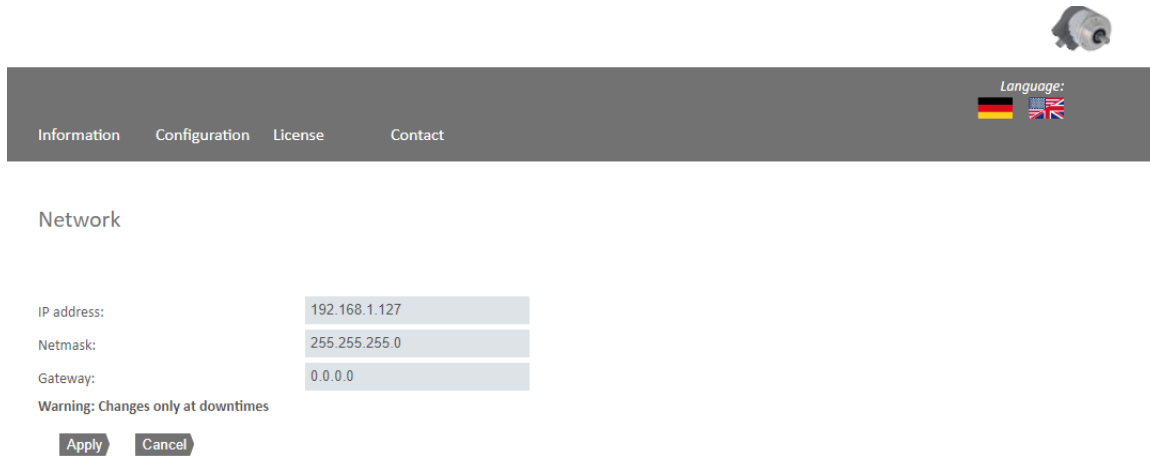 Language:
Information Configuration License Contact
Network
IP address: 192.168.1.127
Netmask: 255.255.255.0
Gateway: 0.0.0.0
Warning: Changes only at downtimes
Apply Cancel